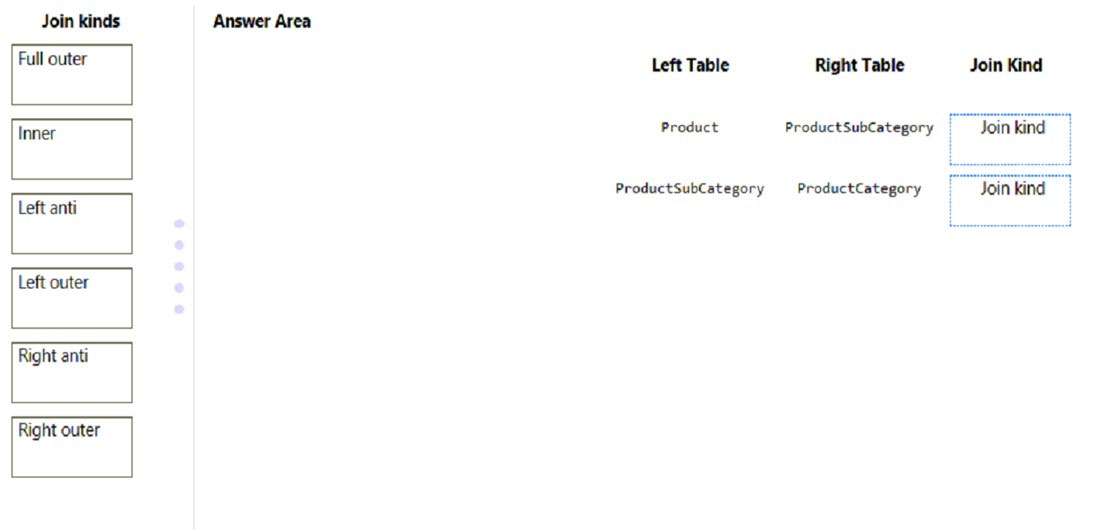 Join kinds
Full outer
Inner
Left anti
Left outer
Right anti
Right outer
Answer Area
Left Table Right Table Join Kind
Product ProductSubCategory Join kind
ProductSubCategory ProductCategory Join kind